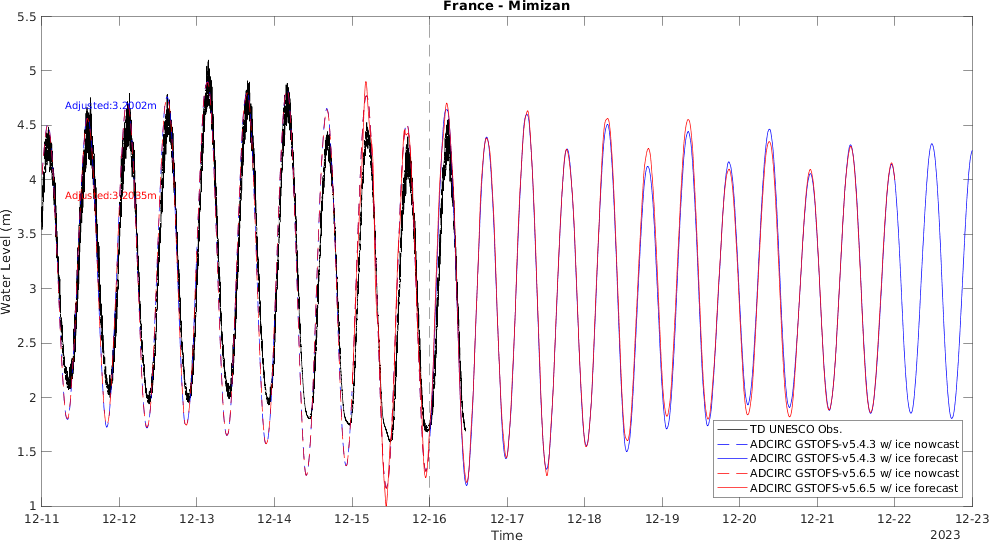 France - Mimizan
Water Level (m)
5.5
5
4.5
4
3.5
3
2.5
2
1.5
1
Adjusted:3.2002m
Adjusted:3.2035m
TD UNESCO Obs.
ADCIRC GSTOFS-v5.4.3 w/ ice nowcast
ADCIRC GSTOFS-v5.4.3 w/ ice forecast
ADCIRC GSTOFS-v5.6.5 w/ ice nowcast
ADCIRC GSTOFS-v5.6.5 w/ ice forecast
12-11 12-12 12-13 12-14 12-15 12-16 12-17 12-18 12-19 12-20 12-21 12-22 12-23
Time
2023